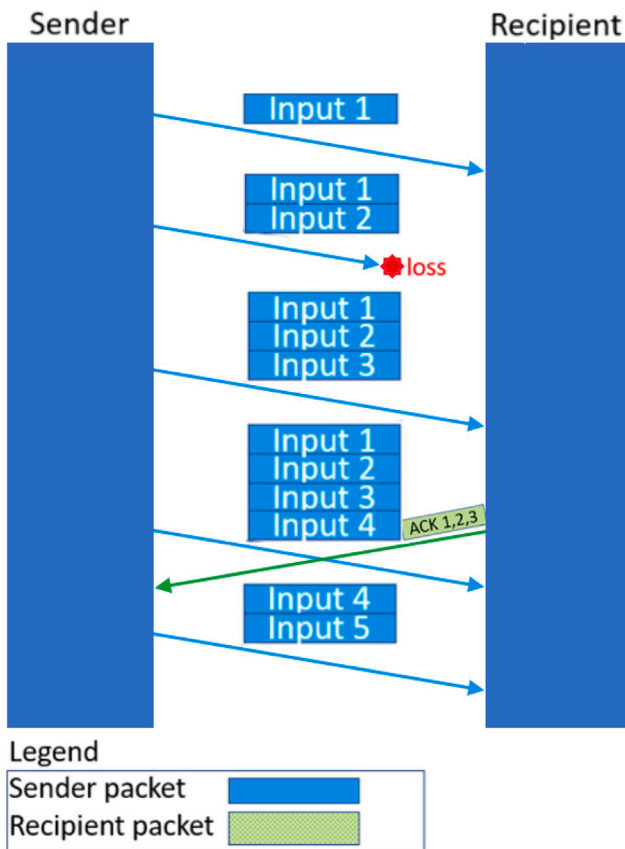 Sender
Recipient
Input 1
Input 1
Input 2
loss
Input 1
Input 2
Input 3
Input 1
Input 2
Input 3
Input 4
ACK 1,2,3
Input 4
Input 5
Legend
Sender packet
Recipient packet